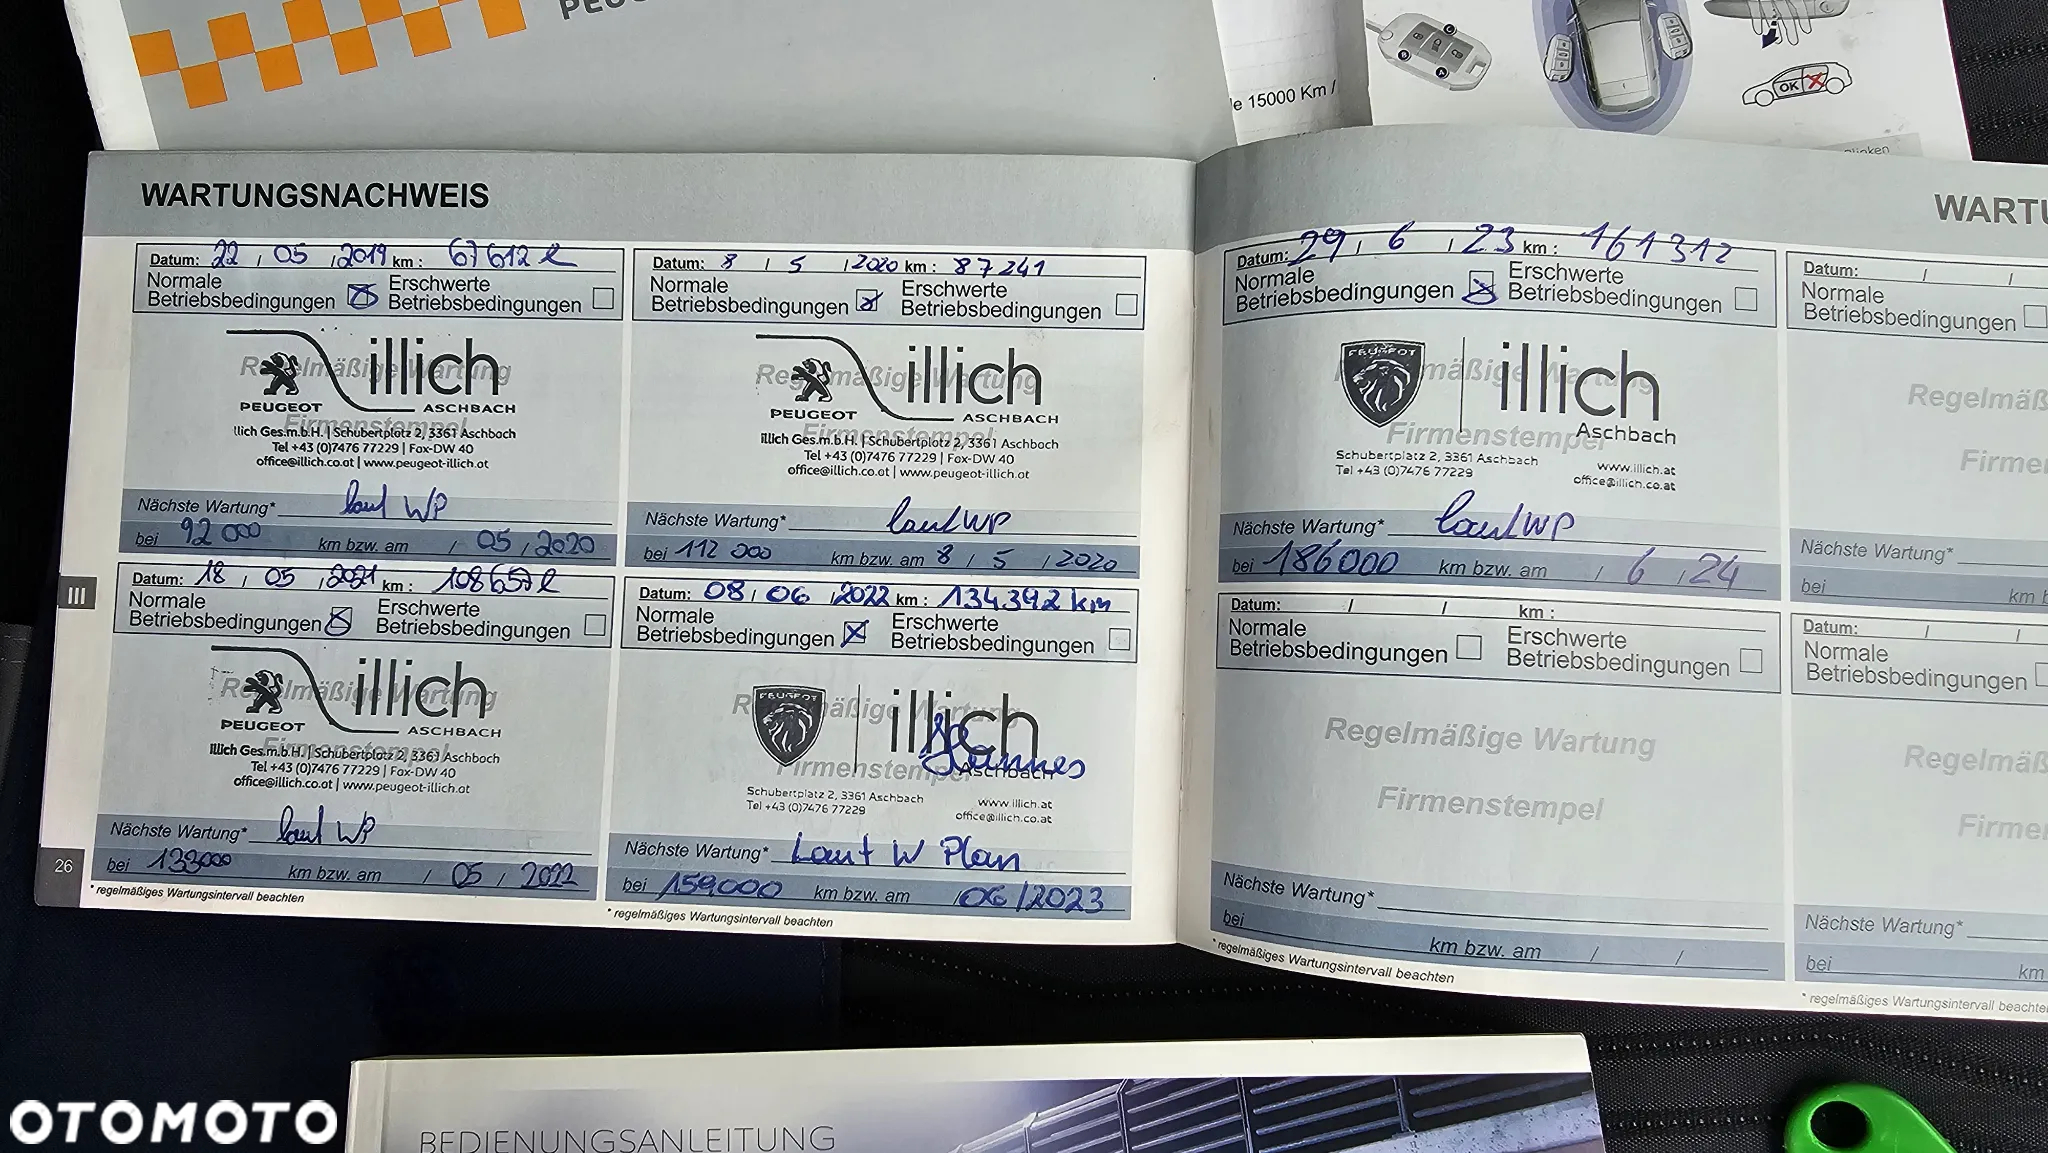 PEUG
le 15000 Km /
C
B
A
OK
blinken
WARTUNGSNACHWEIS
Datum: 22 / 05 / 2019 km : 67612 l
Normale
Betriebsbedingungen
Erschwerte
Betriebsbedingungen
Regelmäßige Wartung
illich
PEUGEOT
ASCHBACH
Firmenstempel
llich Ges.m.b.H. | Schubertplatz 2, 3361 Aschbach
Tel +43 (0)7476 77229 | Fax-DW 40
office@illich.co.at | www.peugeot-illich.at
Nächste Wartung* laut WP
bei 92 000 km bzw. am / 05 / 2020
Datum: 8 / 5 / 2020 km : 87241
Normale
Betriebsbedingungen
Erschwerte
Betriebsbedingungen
Regelmäßige Wartung
illich
PEUGEOT
ASCHBACH
Firmenstempel
illich Ges.m.b.H. | Schubertplatz 2, 3361 Aschbach
Tel +43 (0)7476 77229 | Fax-DW 40
office@illich.co.at | www.peugeot-illich.at
Nächste Wartung* laut WP
bei 112 000 km bzw. am 8 / 5 / 2020
III
Datum: 18 / 05 / 2021 km : 108657 l
Normale
Betriebsbedingungen
Erschwerte
Betriebsbedingungen
Regelmäßige Wartung
illich
PEUGEOT
ASCHBACH
Firmenstempel
Illich Ges.m.b.H. | Schubertplatz 2, 3361 Aschbach
Tel +43 (0)7476 77229 | Fax-DW 40
office@illich.co.at | www.peugeot-illich.at
Nächste Wartung* laut WP
bei 133000 km bzw. am / 05 / 2022
* regelmäßiges Wartungsintervall beachten
26
Datum: 08 / 06 / 2022 km : 134392 km
Normale
Betriebsbedingungen
Erschwerte
Betriebsbedingungen
Regelmäßige Wartung
PEUGEOT
illich
Hannes
Firmenstempel
Aschbach
Schubertplatz 2, 3361 Aschbach
Tel +43 (0)7476 77229
www.illich.at
office@illich.co.at
Nächste Wartung* Laut W Plan
bei 159000 km bzw. am 06/2023
* regelmäßiges Wartungsintervall beachten
WARTU
Datum: 29 / 6 / 23 km : 161312
Normale
Betriebsbedingungen
Erschwerte
Betriebsbedingungen
Regelmäßige Wartung
PEUGEOT
illich
Firmenstempel
Aschbach
Schubertplatz 2, 3361 Aschbach
Tel +43 (0)7476 77229
www.illich.at
office@illich.co.at
Nächste Wartung* laut WP
bei 186000 km bzw. am / 6 / 24
Datum: / /
Normale
Betriebsbedingungen
Regelmäß
Firme
Nächste Wartung*
bei km b
Datum: / / km :
Normale
Betriebsbedingungen
Erschwerte
Betriebsbedingungen
Regelmäßige Wartung
Firmenstempel
Nächste Wartung*
bei km bzw. am / /
* regelmäßiges Wartungsintervall beachten
Datum: / /
Normale
Betriebsbedingungen
Regelmäß
Firme
Nächste Wartung*
bei km
* regelmäßiges Wartungsintervall beachten
BEDIENUNGSANLEITUNG
OTOMOTO